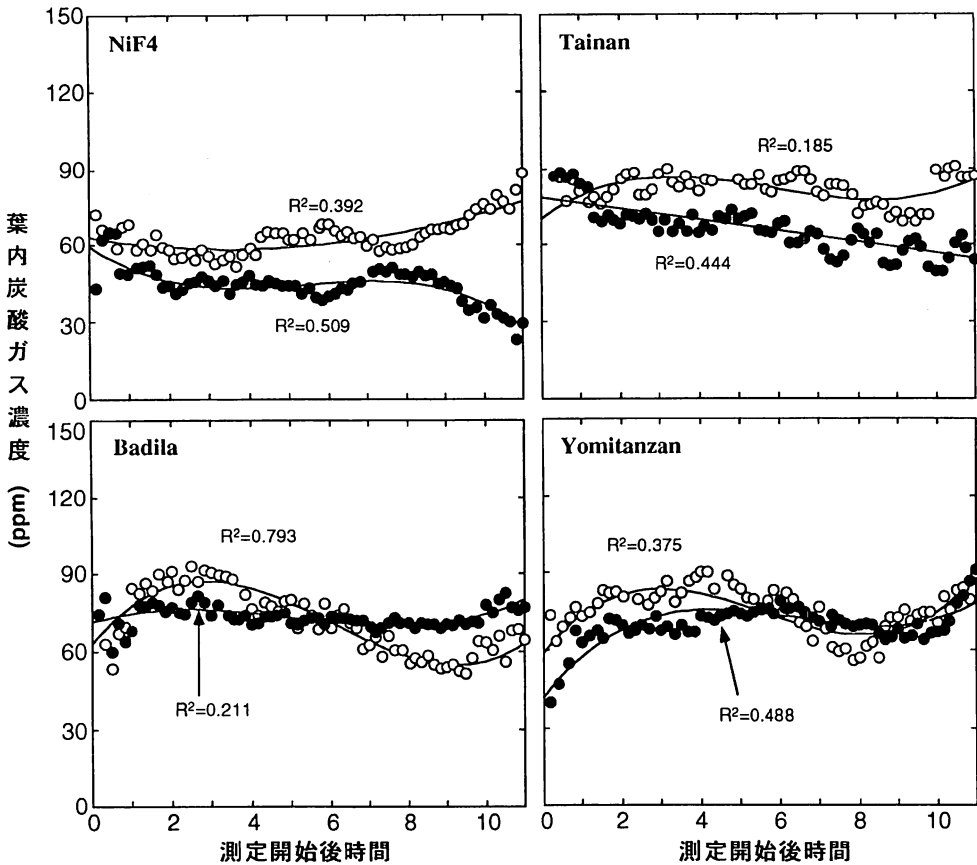 NiF4
Tainan
150
120
90
60
30
0
R²=0.392
R²=0.509
R²=0.185
R²=0.444
葉内炭酸ガス濃度 (ppm)
Badila
Yomitanzan
150
120
90
60
30
0
R²=0.793
R²=0.211
R²=0.375
R²=0.488
0 2 4 6 8 10
0 2 4 6 8 10
測定開始後時間
測定開始後時間